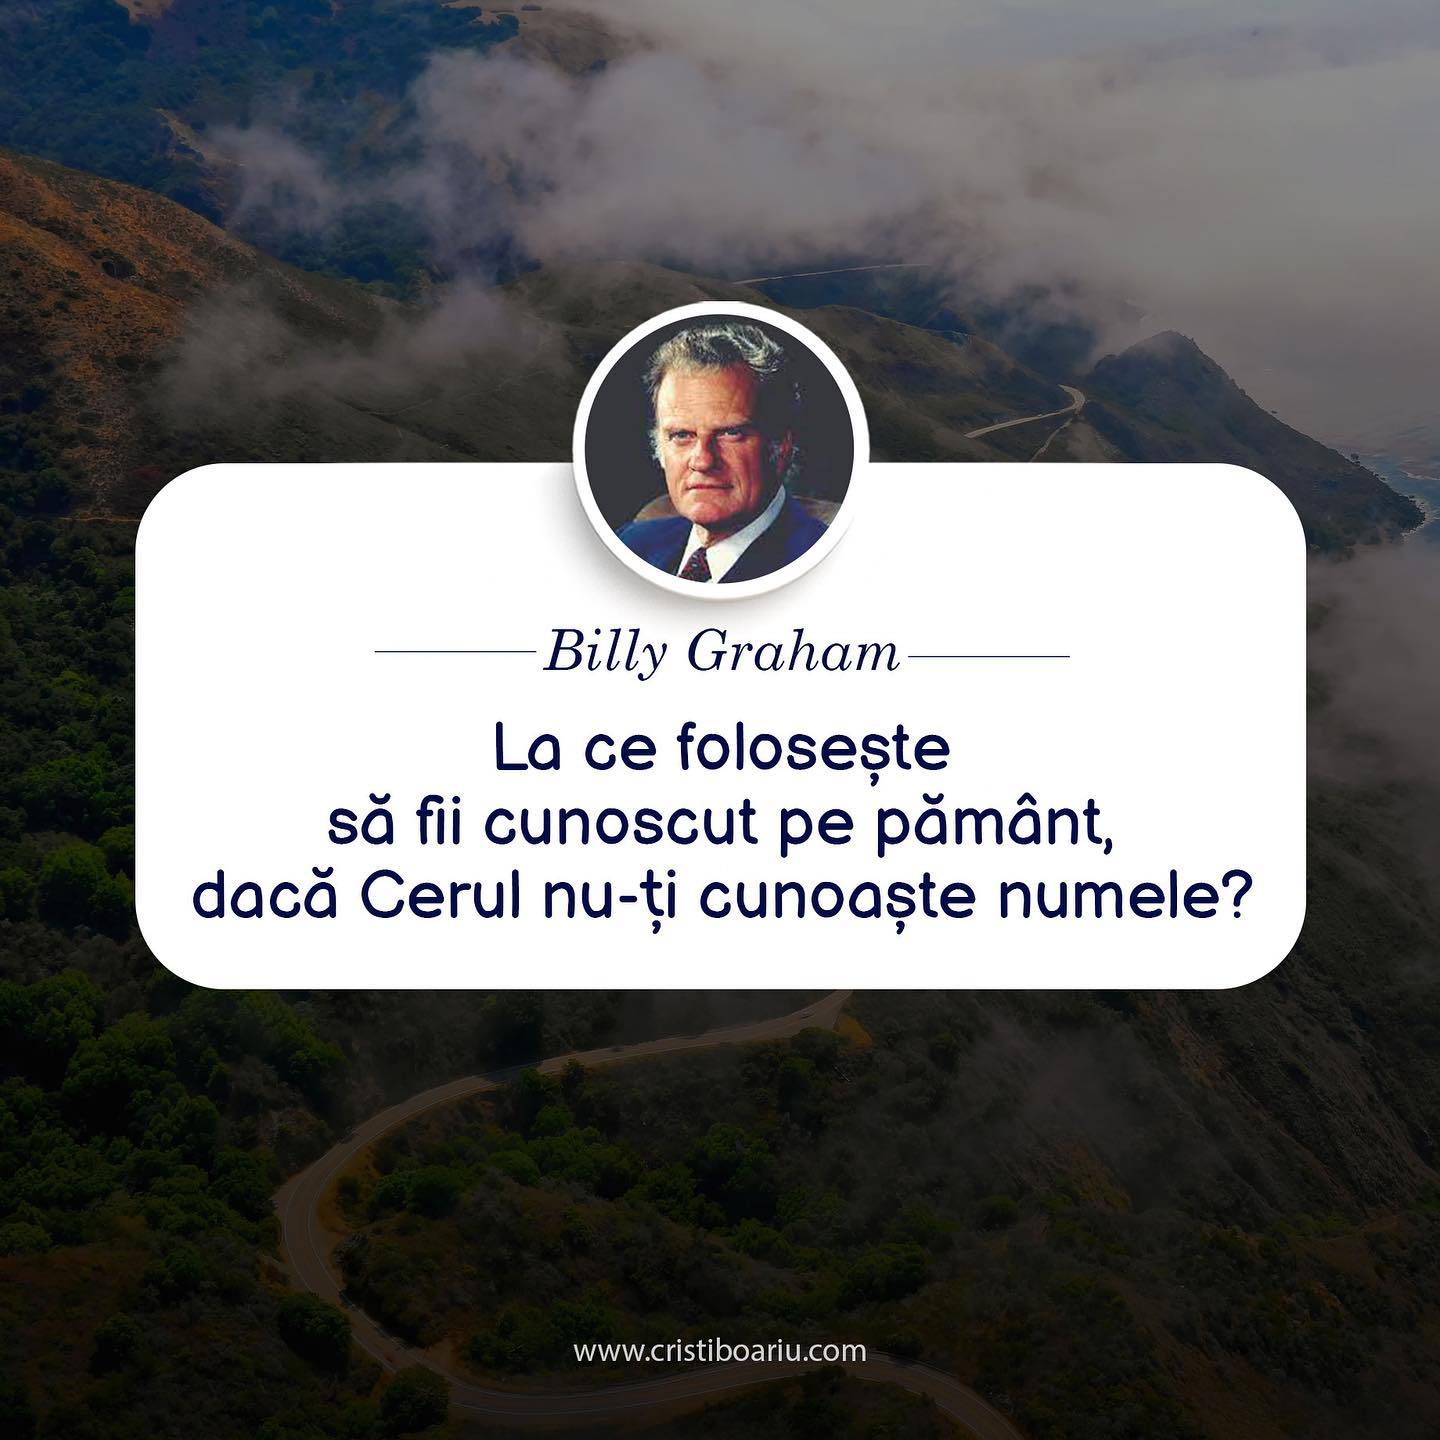 Billy Graham
La ce folosește
să fii cunoscut pe pământ,
dacă Cerul nu-ți cunoaște numele?
www.cristiboariu.com